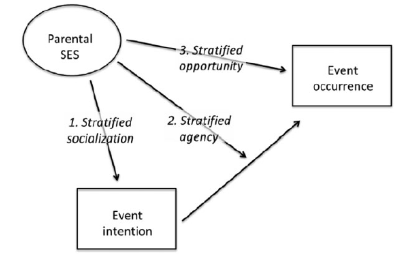 Parental
SES
3. Stratified
opportunity
Event
occurrence
1. Stratified
socialization
2. Stratified
agency
Event
intention